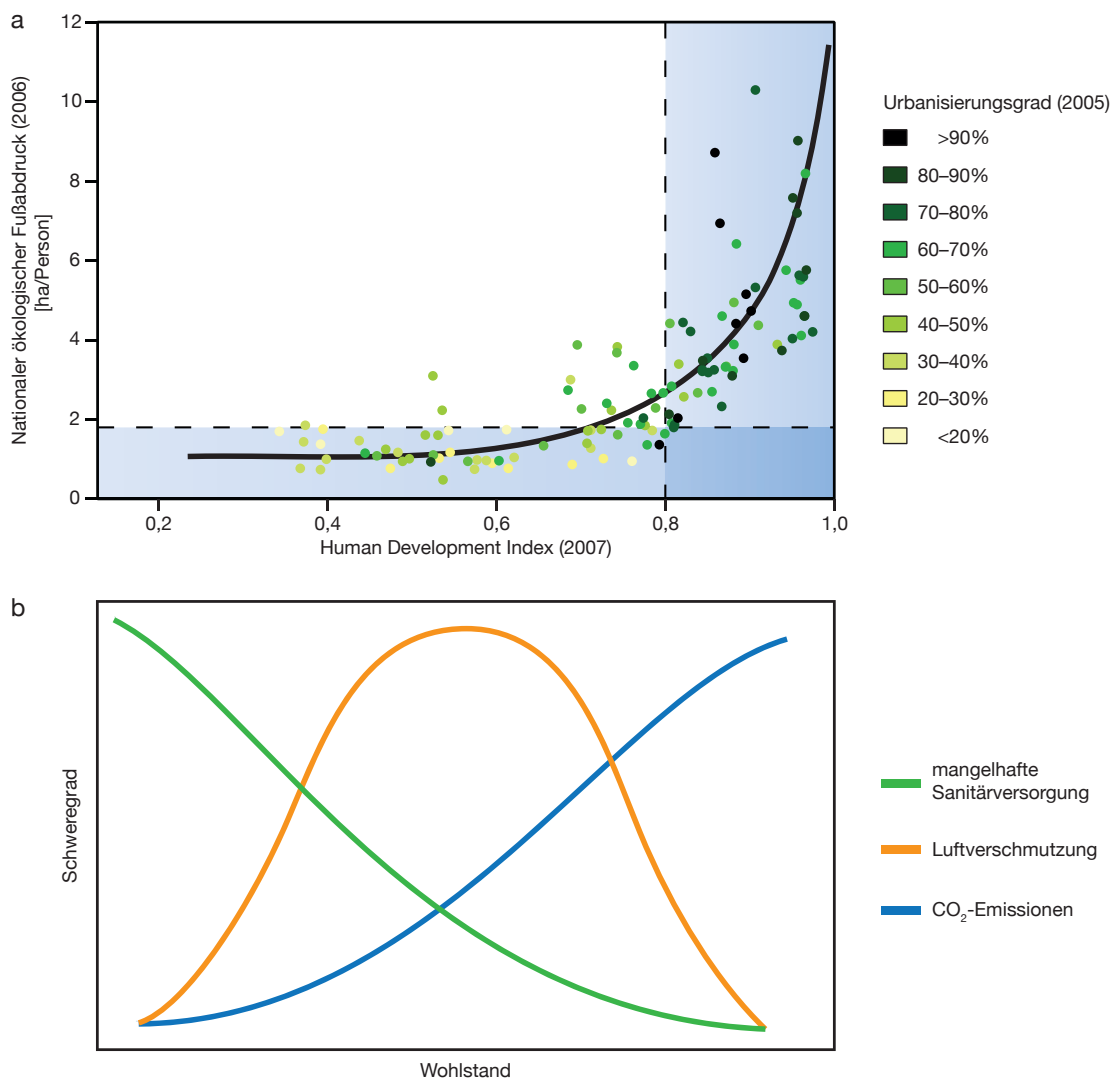 a
Nationaler ökologischer Fußabdruck (2006)
[ha/Person]
12
10
8
6
4
2
0
0,2
0,4
0,6
0,8
1,0
Human Development Index (2007)
Urbanisierungsgrad (2005)
>90%
80–90%
70–80%
60–70%
50–60%
40–50%
30–40%
20–30%
<20%
b
Schweregrad
Wohlstand
mangelhafte
Sanitärversorgung
Luftverschmutzung
CO₂-Emissionen